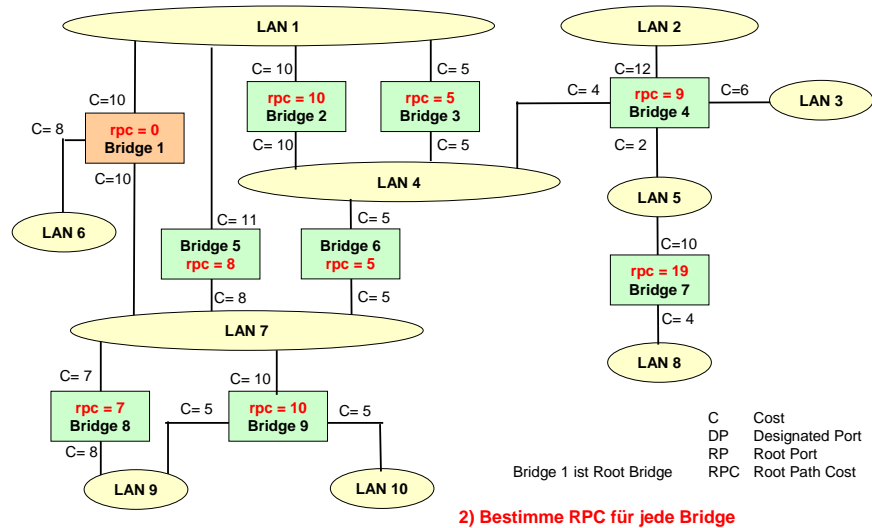 LAN 1
LAN 2
C= 10
C= 5
C=12
C=10
rpc = 10
Bridge 2
rpc = 5
Bridge 3
C= 4
rpc = 9
Bridge 4
C=6
LAN 3
C= 8
rpc = 0
Bridge 1
C= 10
C= 5
C= 2
C=10
LAN 4
LAN 5
LAN 6
C= 11
C= 5
Bridge 5
rpc = 8
Bridge 6
rpc = 5
C=10
rpc = 19
Bridge 7
C= 8
C= 5
C= 4
LAN 7
LAN 8
C= 7
C= 10
rpc = 7
Bridge 8
C= 5
rpc = 10
Bridge 9
C= 5
C= 8
LAN 9
LAN 10
C Cost
DP Designated Port
RP Root Port
Bridge 1 ist Root Bridge RPC Root Path Cost
2) Bestimme RPC für jede Bridge